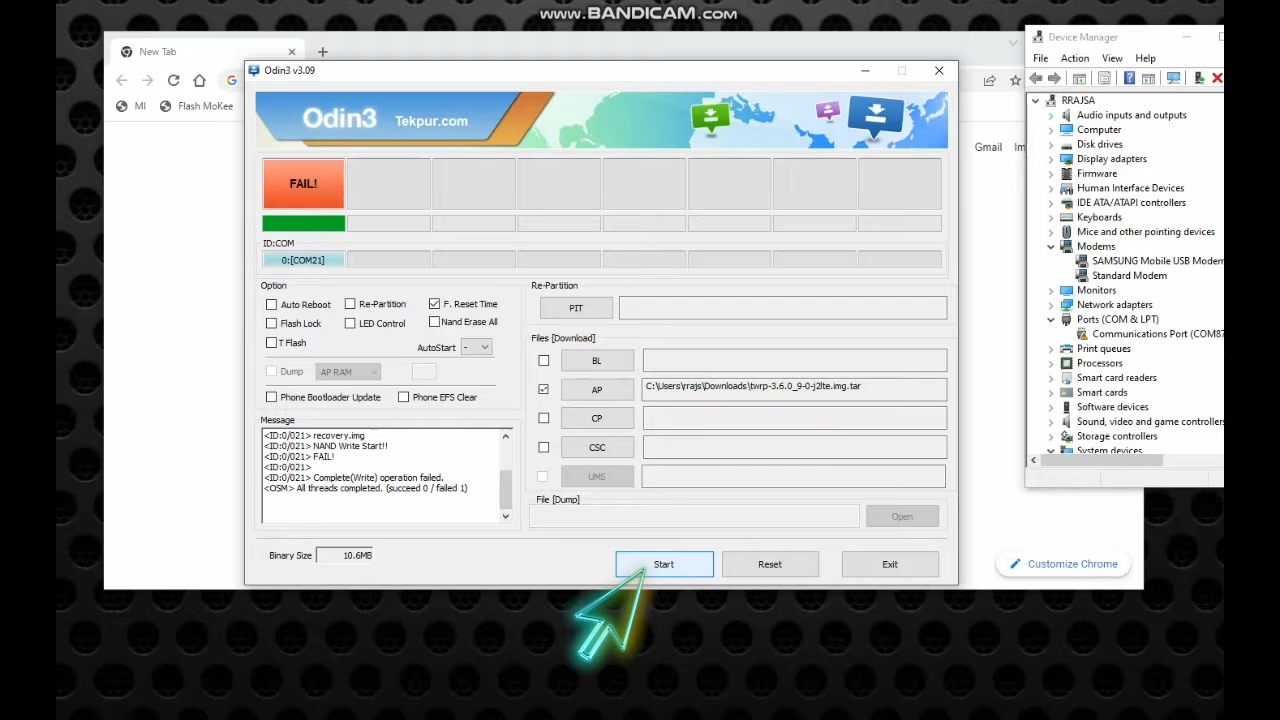 www.BANDICAM.com
New Tab
MI
Flash MoKee
Gmail
Customize Chrome
Odin3 v3.09
Odin3
Tekpur.com
FAIL!
ID:COM
0:[COM21]
Option
Auto Reboot
Re-Partition
F. Reset Time
Flash Lock
LED Control
Nand Erase All
T Flash
AutoStart
-
Dump
AP RAM
Phone Bootloader Update
Phone EFS Clear
Message
<ID:0/021> recovery.img
<ID:0/021> NAND Write Start!!
<ID:0/021> FAIL!
<ID:0/021>
<ID:0/021> Complete(Write) operation failed.
<OSM> All threads completed. (succeed 0 / failed 1)
Binary Size
10.6MB
Re-Partition
PIT
Files [Download]
BL
AP
C:\Users\rrajs\Downloads\twrp-3.6.0_9-0-j2lte.img.tar
CP
CSC
UMS
File [Dump]
Open
Start
Reset
Exit
Device Manager
File Action View Help
RRAJSA
Audio inputs and outputs
Computer
Disk drives
Display adapters
Firmware
Human Interface Devices
IDE ATA/ATAPI controllers
Keyboards
Mice and other pointing devices
Modems
SAMSUNG Mobile USB Modem
Standard Modem
Monitors
Network adapters
Ports (COM & LPT)
Communications Port (COM87
Print queues
Processors
Smart card readers
Smart cards
Software devices
Sound, video and game controllers
Storage controllers
System devices